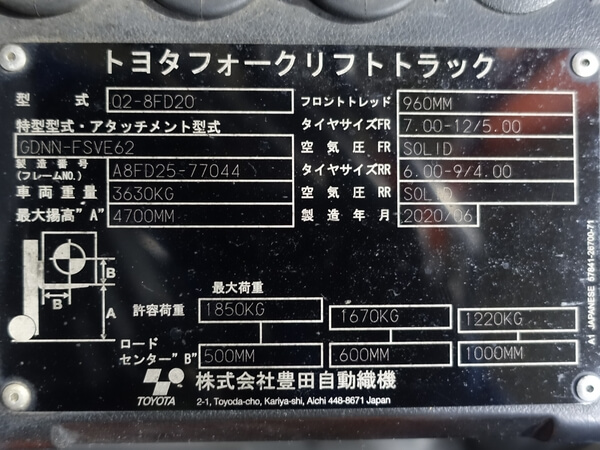 トヨタフォークリフトトラック
型 式 Q2-8FD20 フロントトレッド 960MM
特型型式・アタッチメント型式 タイヤサイズFR 7.00-12/5.00
GDNN-FSVE62 空気圧 FR SOLID
製造番号 (フレームNO.) A8FD25-77044 タイヤサイズRR 6.00-9/4.00
車両重量 3630KG 空気圧 RR SOLID
最大揚高"A" 4700MM 製造年月 2020/06
最大荷重
許容荷重 1850KG 1670KG 1220KG
B
B
A
ロード
センター"B" 500MM 600MM 1000MM
TOYOTA 株式会社豊田自動織機
2-1, Toyoda-cho, Kariya-shi, Aichi 448-8671 Japan
A1 JAPANESE 57841-26700-71